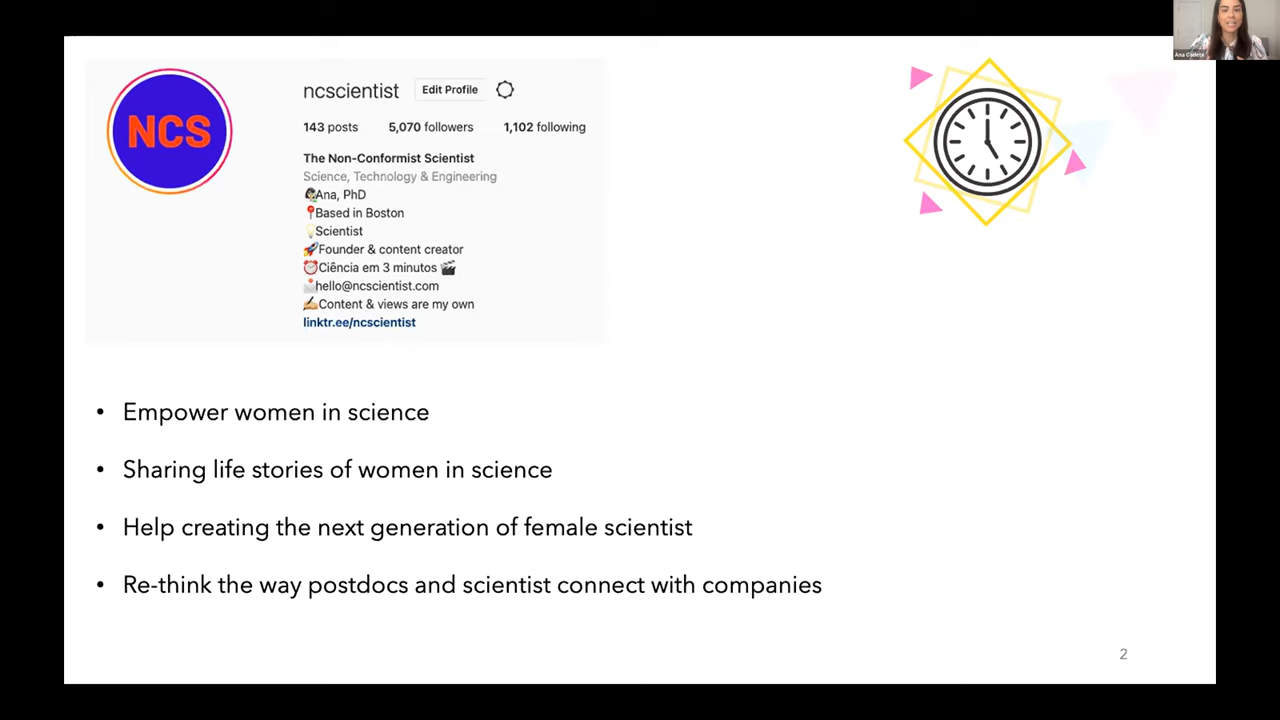 Ana Cadete
NCS
ncscientist Edit Profile
143 posts 5,070 followers 1,102 following
The Non-Conformist Scientist
Science, Technology & Engineering
Ana, PhD
Based in Boston
Scientist
Founder & content creator
Ciência em 3 minutos
hello@ncscientist.com
Content & views are my own
linktr.ee/ncscientist
• Empower women in science
• Sharing life stories of women in science
• Help creating the next generation of female scientist
• Re-think the way postdocs and scientist connect with companies
2